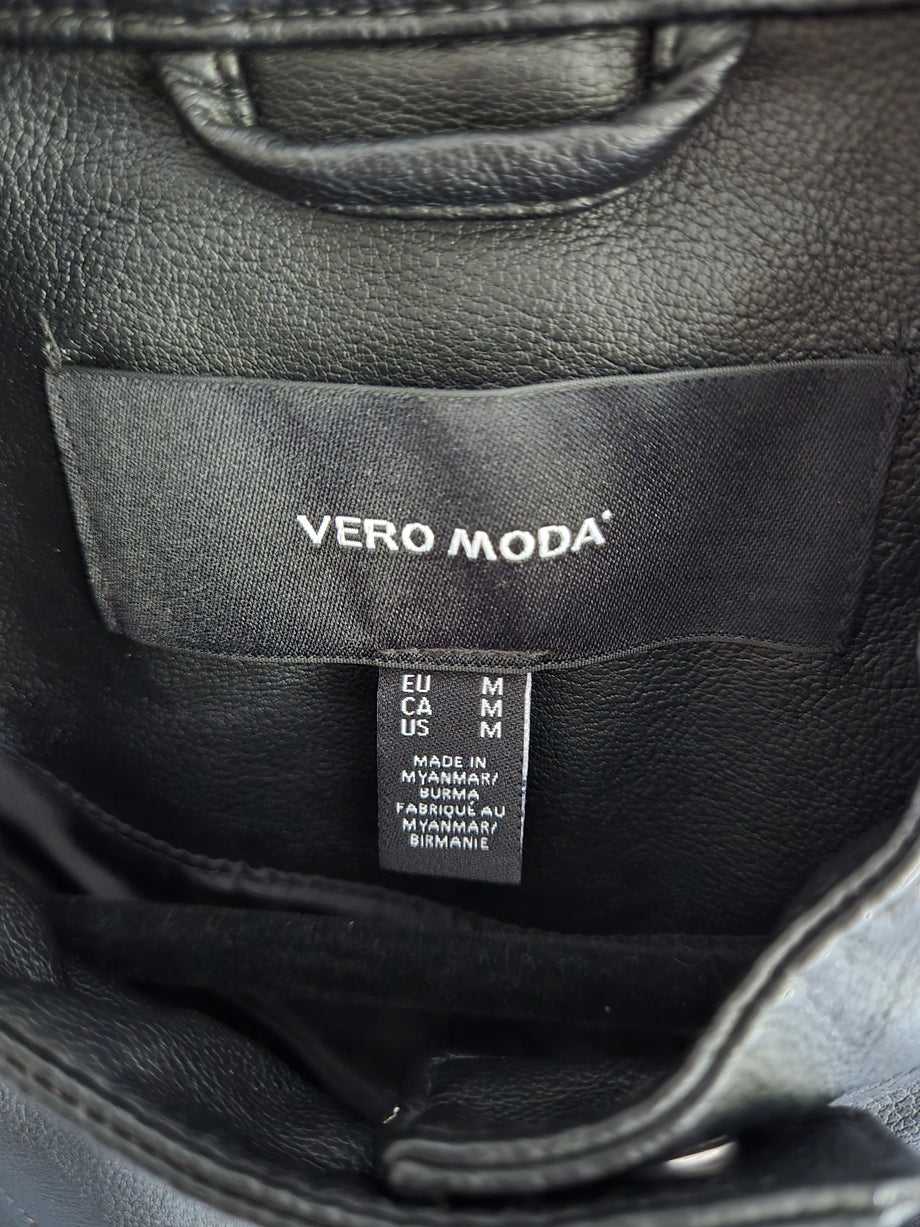 VERO MODA
EU M
CA M
US M
MADE IN
MYANMAR/
BURMA
FABRIQUÉ AU
MYANMAR/
BIRMANIE